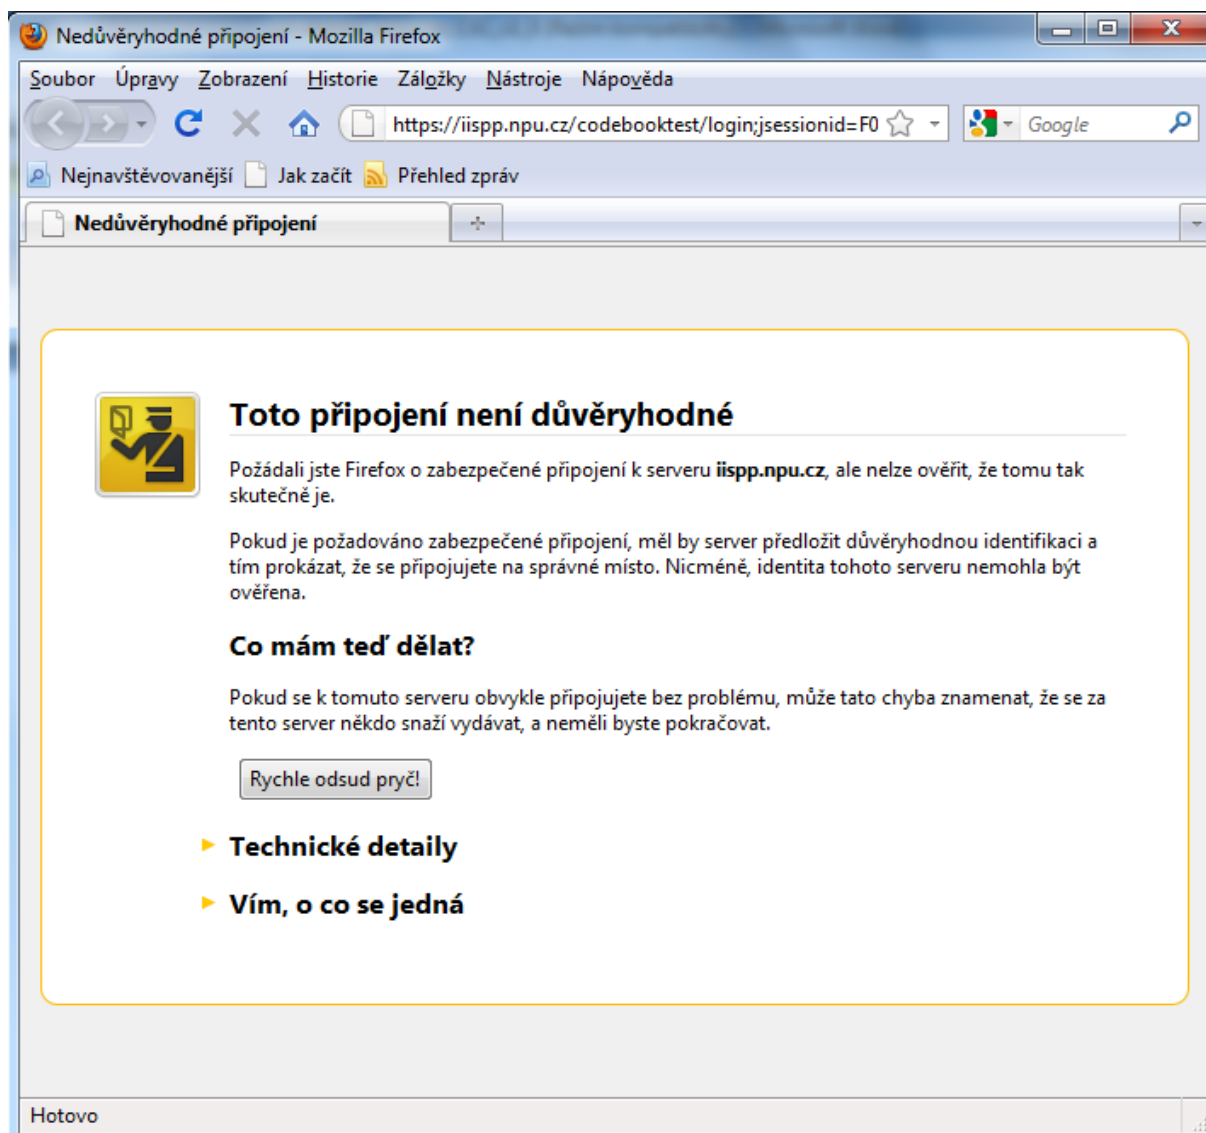 Nedůvěryhodné připojení - Mozilla Firefox
Soubor Úpravy Zobrazení Historie Záložky Nástroje Nápověda
https://iispp.npu.cz/codebooktest/login;jsessionid=F0 Google
Nejnavštěvovanější Jak začít Přehled zpráv
Nedůvěryhodné připojení
Toto připojení není důvěryhodné
Požádali jste Firefox o zabezpečené připojení k serveru iispp.npu.cz, ale nelze ověřit, že tomu tak
skutečně je.
Pokud je požadováno zabezpečené připojení, měl by server předložit důvěryhodnou identifikaci a
tím prokázat, že se připojujete na správné místo. Nicméně, identita tohoto serveru nemohla být
ověřena.
Co mám teď dělat?
Pokud se k tomuto serveru obvykle připojujete bez problému, může tato chyba znamenat, že se za
tento server někdo snaží vydávat, a neměli byste pokračovat.
Rychle odsud pryč!
Technické detaily
Vím, o co se jedná
Hotovo